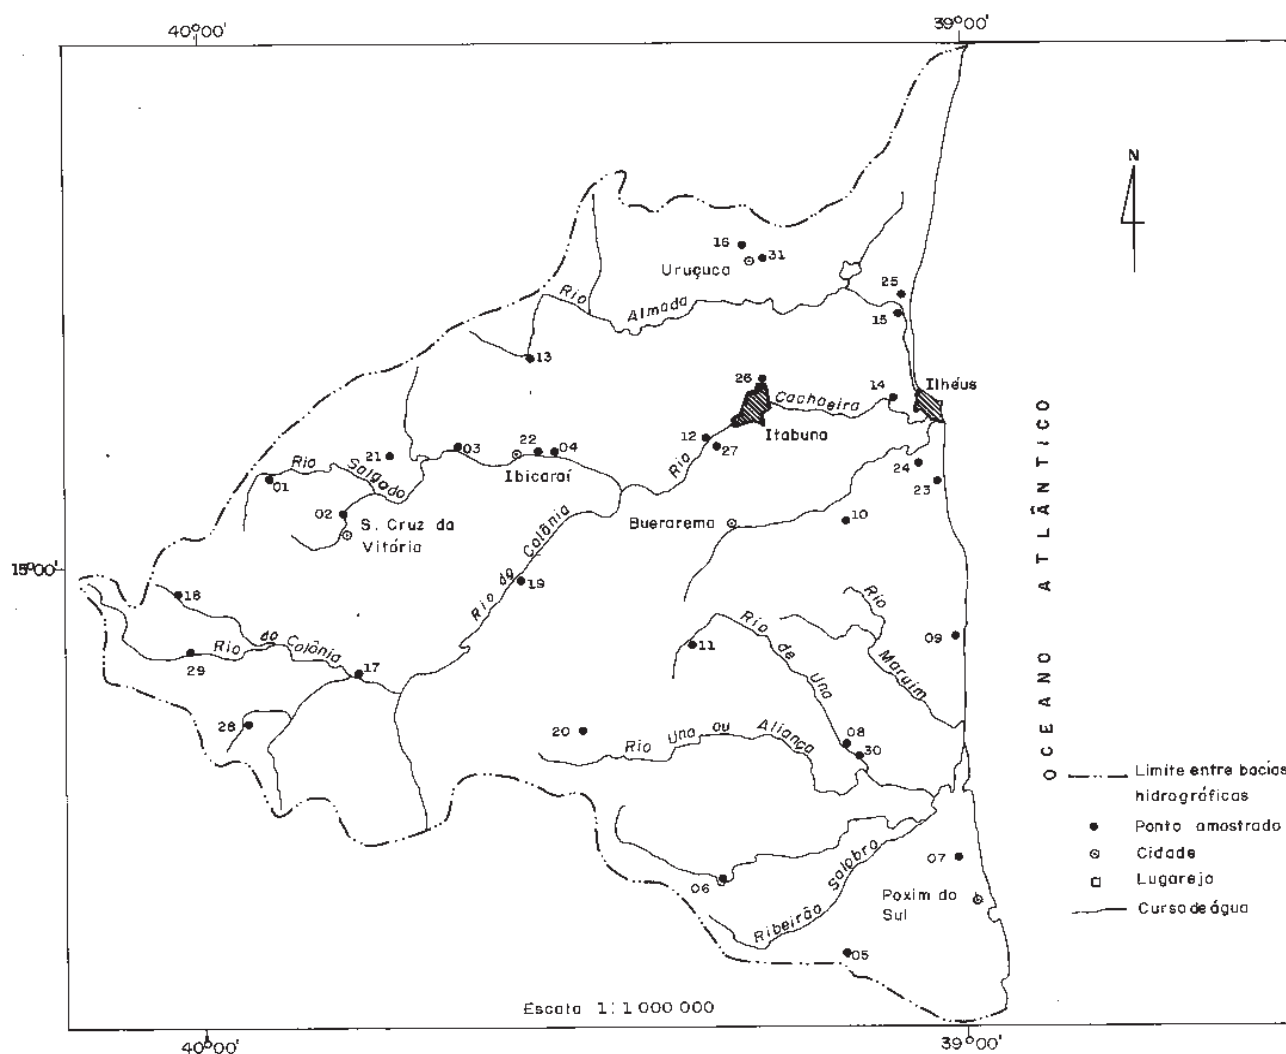 40°00'
39°00'
N
16
31
Uruçuca
25
15
Rio
Almada
13
26
14
Ilhéus
Cachoeira
Itabuna
12
27
Rio
21
03
22
04
Ibicaraí
Rio
Salgado
01
02
S. Cruz da
Vitória
24
23
10
Buerarema
Rio do Colônia
19
15°00'
18
29
Rio
do Colônia
17
28
11
Rio de Una
Rio
Maruim
09
20
Rio Una ou Aliança
08
30
OCEANO ATLÂNTICO
Limite entre bacias
hidrográficas
Ponto amostrado
Cidade
Lugarejo
Curso de água
06
Ribeirão Salobro
07
Poxim do
Sul
05
Escala 1:1 000 000
40°00'
39°00'